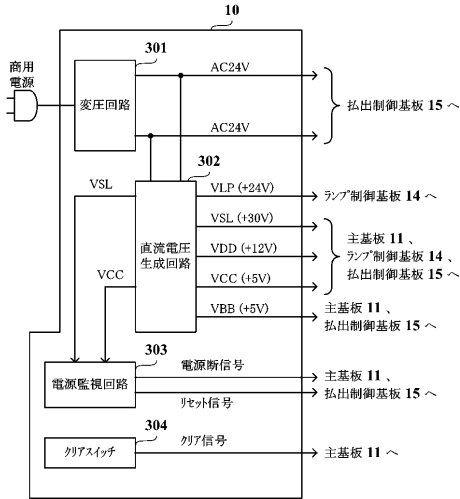 10
商用
電源
301
変圧回路
AC24V
AC24V
払出制御基板 15 へ
302
直流電圧
生成回路
VSL
VCC
VLP (+24V)
ランプ制御基板 14 へ
VSL (+30V)
VDD (+12V)
VCC (+5V)
主基板 11 、
ランプ制御基板 14 、
払出制御基板 15 へ
VBB (+5V)
主基板 11 、
払出制御基板 15 へ
303
電源監視回路
電源断信号
リセット信号
主基板 11 、
払出制御基板 15 へ
304
クリアスイッチ
クリア信号
主基板 11 へ